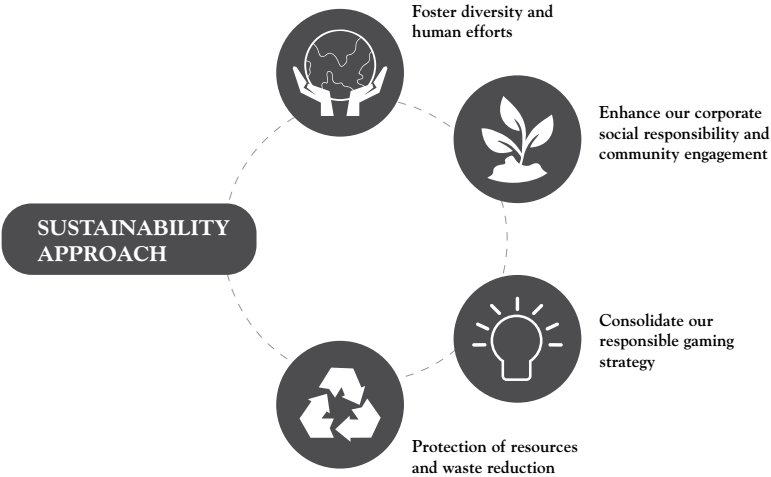 Foster diversity and
human efforts
Enhance our corporate
social responsibility and
community engagement
SUSTAINABILITY
APPROACH
Consolidate our
responsible gaming
strategy
Protection of resources
and waste reduction